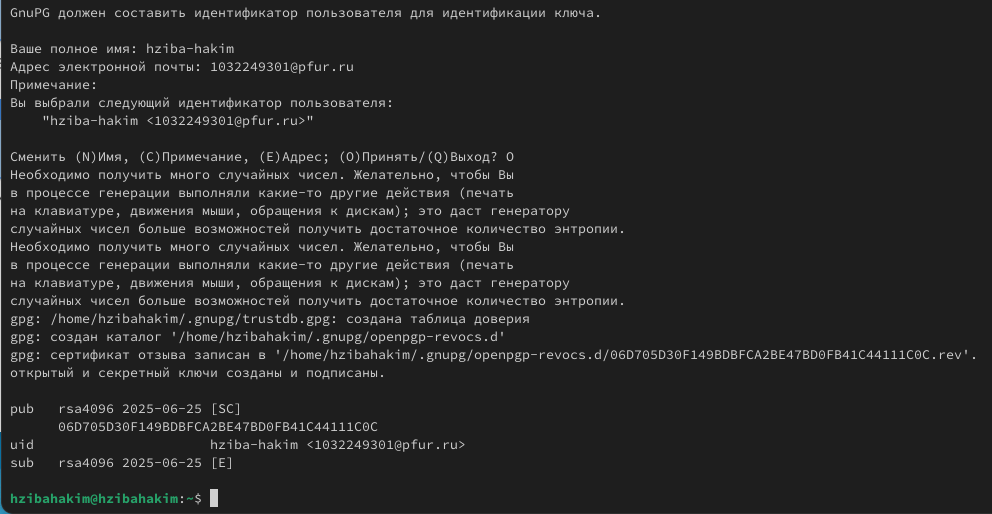 GnuPG должен составить идентификатор пользователя для идентификации ключа.
Ваше полное имя: hziba-hakim
Адрес электронной почты: 1032249301@pfur.ru
Примечание:
Вы выбрали следующий идентификатор пользователя:
"hziba-hakim <1032249301@pfur.ru>"
Сменить (N)Имя, (C)Примечание, (E)Адрес; (O)Принять/(Q)Выход? O
Необходимо получить много случайных чисел. Желательно, чтобы Вы
в процессе генерации выполняли какие-то другие действия (печать
на клавиатуре, движения мыши, обращения к дискам); это даст генератору
случайных чисел больше возможностей получить достаточное количество энтропии.
Необходимо получить много случайных чисел. Желательно, чтобы Вы
в процессе генерации выполняли какие-то другие действия (печать
на клавиатуре, движения мыши, обращения к дискам); это даст генератору
случайных чисел больше возможностей получить достаточное количество энтропии.
gpg: /home/hzibahakim/.gnupg/trustdb.gpg: создана таблица доверия
gpg: создан каталог '/home/hzibahakim/.gnupg/openpgp-revocs.d'
gpg: сертификат отзыва записан в '/home/hzibahakim/.gnupg/openpgp-revocs.d/06D705D30F149BDBFCA2BE47BD0FB41C44111C0C.rev'.
открытый и секретный ключи созданы и подписаны.
pub rsa4096 2025-06-25 [SC]
06D705D30F149BDBFCA2BE47BD0FB41C44111C0C
uid hziba-hakim <1032249301@pfur.ru>
sub rsa4096 2025-06-25 [E]
hzibahakim@hzibahakim:~$